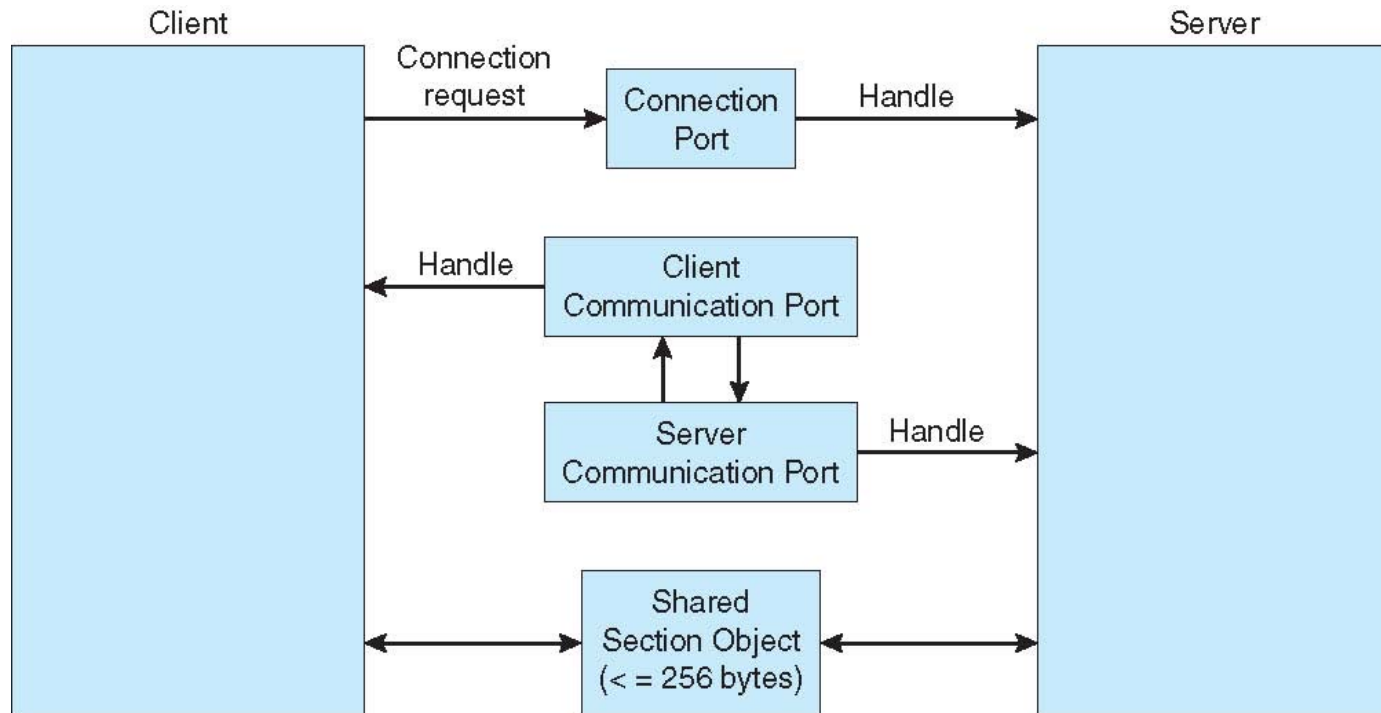 Client
Server
Connection
request
Connection
Port
Handle
Handle
Client
Communication Port
Server
Communication Port
Handle
Shared
Section Object
(< = 256 bytes)